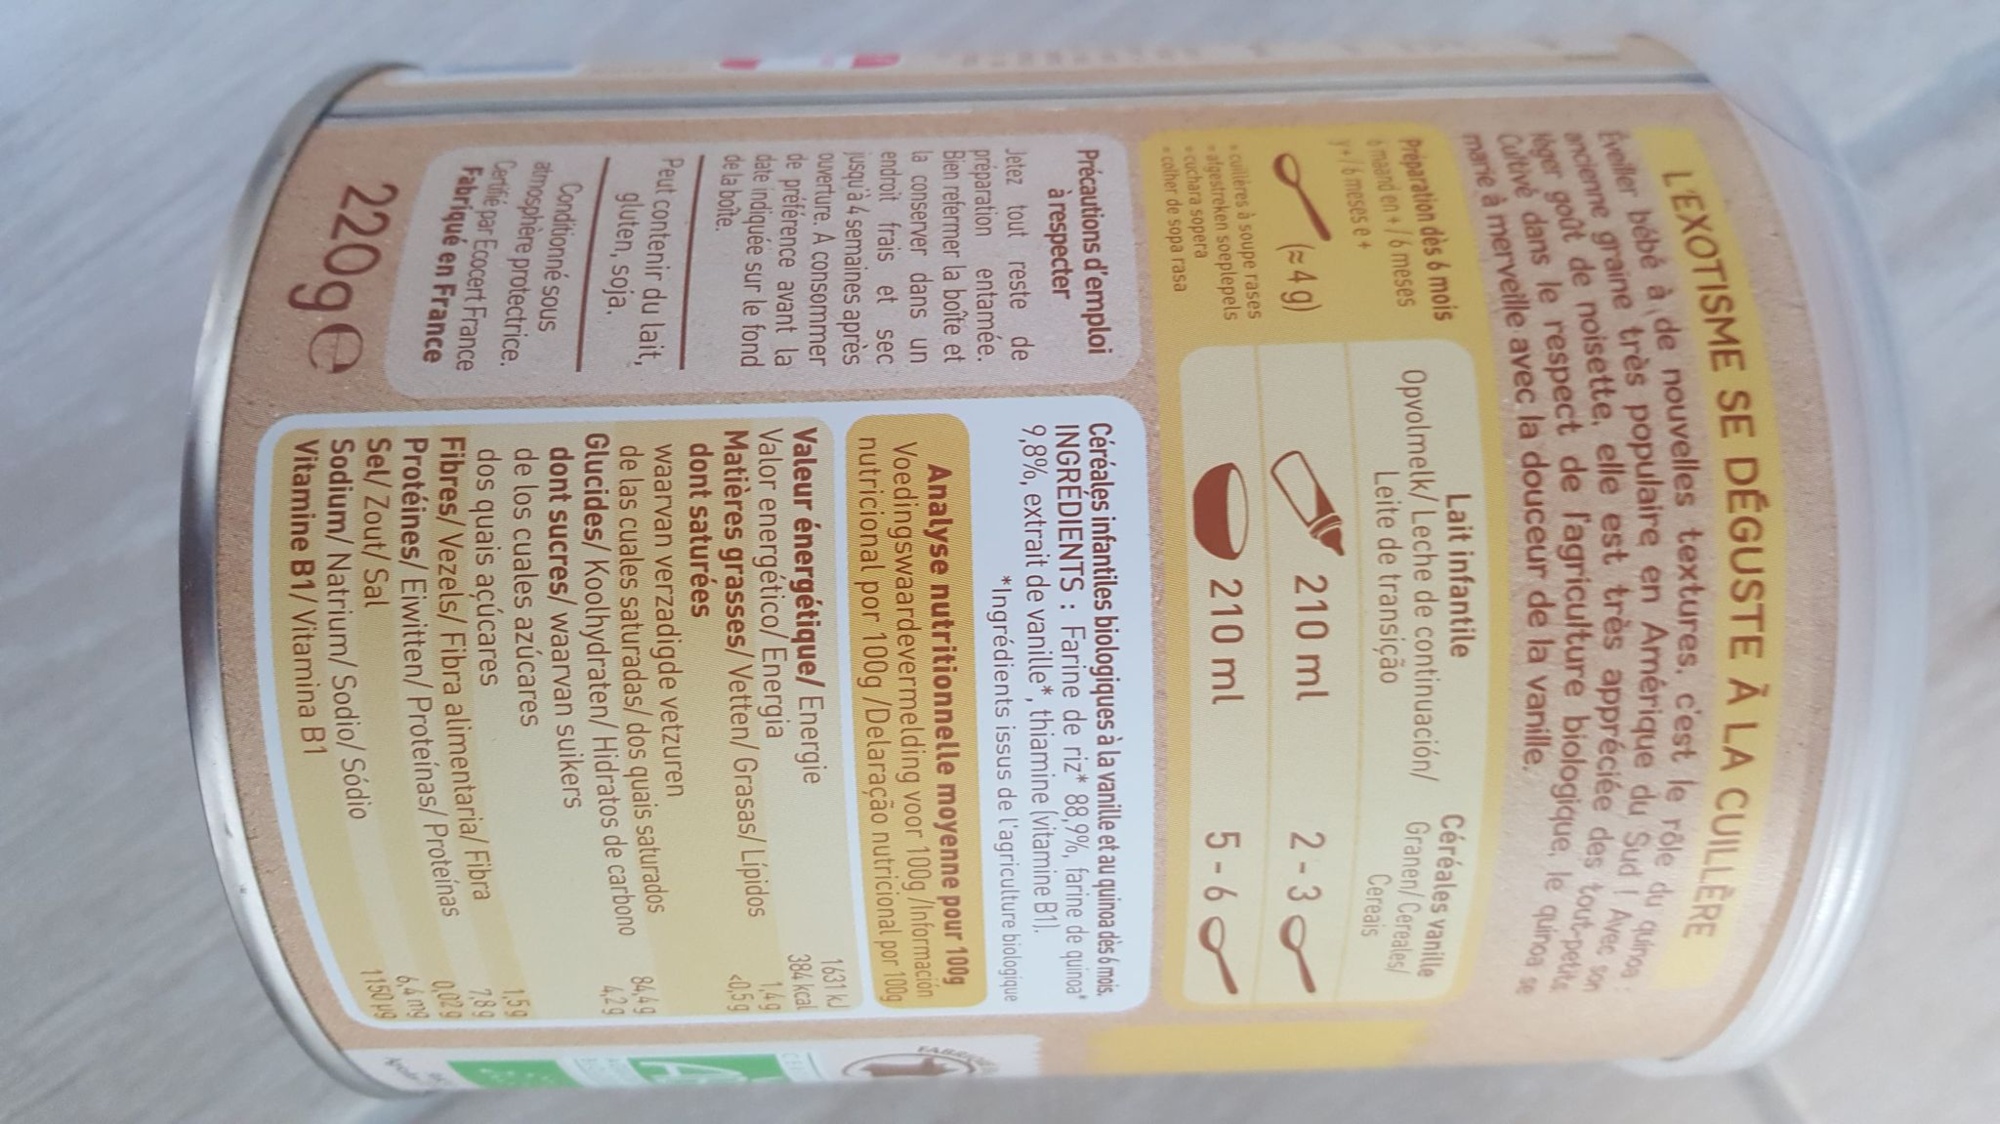 L'EXOTISME SE DÉGUSTE À LA CUILLÈRE
Éveiller bébé à de nouvelles textures, c'est le rôle du quinoa :
ancienne graine très populaire en Amérique du Sud ! Avec son
léger goût de noisette, elle est très appréciée des tout-petits.
Cultivé dans le respect de l'agriculture biologique, le quinoa se
marie à merveille avec la douceur de la vanille.
Préparation dès 6 mois
6 maand en + / 6 meses
y + / 6 meses e +
(≈4 g)
cuillères à soupe rases
afgestreken soeplepels
cuchara sopera
colher de sopa rasa
Lait infantile
Opvolmelk/ Leche de continuación/
Leite de transição
Céréales vanille
Granen/ Cereales/
Cereais
210 ml 2 - 3
210 ml 5 - 6
Précautions d'emploi
à respecter
Jetez tout reste de
préparation entamée.
Bien refermer la boîte et
la conserver dans un
endroit frais et sec
jusqu'à 4 semaines après
ouverture. A consommer
de préférence avant la
date indiquée sur le fond
de la boîte.
Peut contenir du lait,
gluten, soja.
Conditionné sous
atmosphère protectrice.
Certifié par Ecocert France
Fabriqué en France
220g e
Céréales infantiles biologiques à la vanille et au quinoa dès 6 mois.
INGRÉDIENTS : Farine de riz* 88,9%, farine de quinoa*
9,8%, extrait de vanille*, thiamine (vitamine B1).
*Ingrédients issus de l'agriculture biologique
Analyse nutritionnelle moyenne pour 100g
Voedingswaardevermelding voor 100g /Información
nutricional por 100g /Delaração nutricional por 100g
Valeur énergétique/ Energie 1631 kJ
Valor energético/ Energia 384 kcal
Matières grasses/ Vetten/ Grasas/ Lípidos 1,4 g
dont saturées <0,5 g
waarvan verzadigde vetzuren
de las cuales saturadas/ dos quais saturados
Glucides/ Koolhydraten/ Hidratos de carbono 84,4 g
dont sucres/ waarvan suikers 4,2 g
de los cuales azúcares
dos quais açúcares
Fibres/ Vezels/ Fibra alimentaria/ Fibra 1,5 g
Protéines/ Eiwitten/ Proteínas/ Proteínas 7,8 g
Sel/ Zout/ Sal 0,02 g
Sodium/ Natrium/ Sodio/ Sódio 6,4 mg
Vitamine B1/ Vitamina B1 1150 µg